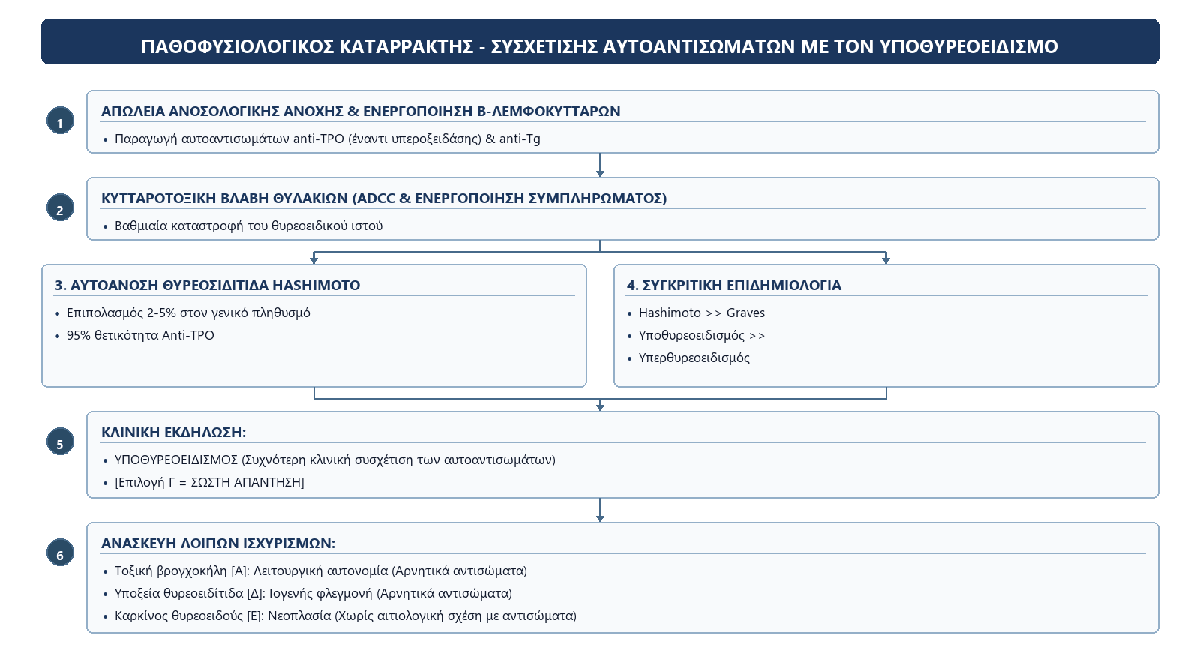 ΠΑΘΟΦΥΣΙΟΛΟΓΙΚΟΣ ΚΑΤΑΡΡΑΚΤΗΣ - ΣΥΣΧΕΤΙΣΗΣ ΑΥΤΟΑΝΤΙΣΩΜΑΤΩΝ ΜΕ ΤΟΝ ΥΠΟΘΥΡΕΟΕΙΔΙΣΜΟ
1
ΑΠΩΛΕΙΑ ΑΝΟΣΟΛΟΓΙΚΗΣ ΑΝΟΧΗΣ & ΕΝΕΡΓΟΠΟΙΗΣΗ Β-ΛΕΜΦΟΚΥΤΤΑΡΩΝ
• Παραγωγή αυτοαντισωμάτων anti-TPO (έναντι υπεροξειδάσης) & anti-Tg
2
ΚΥΤΤΑΡΟΤΟΞΙΚΗ ΒΛΑΒΗ ΘΥΛΑΚΙΩΝ (ADCC & ΕΝΕΡΓΟΠΟΙΗΣΗ ΣΥΜΠΛΗΡΩΜΑΤΟΣ)
• Βαθμιαία καταστροφή του θυρεοειδικού ιστού
3. ΑΥΤΟΑΝΟΣΗ ΘΥΡΕΟΣΙΔΙΤΙΔΑ HASHIMOTO
• Επιπολασμός 2-5% στον γενικό πληθυσμό
• 95% θετικότητα Anti-TPO
4. ΣΥΓΚΡΙΤΙΚΗ ΕΠΙΔΗΜΙΟΛΟΓΙΑ
• Hashimoto >> Graves
• Υποθυρεοειδισμός >>
• Υπερθυρεοειδισμός
5
ΚΛΙΝΙΚΗ ΕΚΔΗΛΩΣΗ:
• ΥΠΟΘΥΡΕΟΕΙΔΙΣΜΟΣ (Συχνότερη κλινική συσχέτιση των αυτοαντισωμάτων)
• [Επιλογή Γ = ΣΩΣΤΗ ΑΠΑΝΤΗΣΗ]
6
ΑΝΑΣΚΕΥΗ ΛΟΙΠΩΝ ΙΣΧΥΡΙΣΜΩΝ:
• Τοξική βρογχοκήλη [Α]: Λειτουργική αυτονομία (Αρνητικά αντισώματα)
• Υποξεία θυρεοειδίτιδα [Δ]: Ιογενής φλεγμονή (Αρνητικά αντισώματα)
• Καρκίνος θυρεοειδούς [Ε]: Νεοπλασία (Χωρίς αιτιολογική σχέση με αντισώματα)